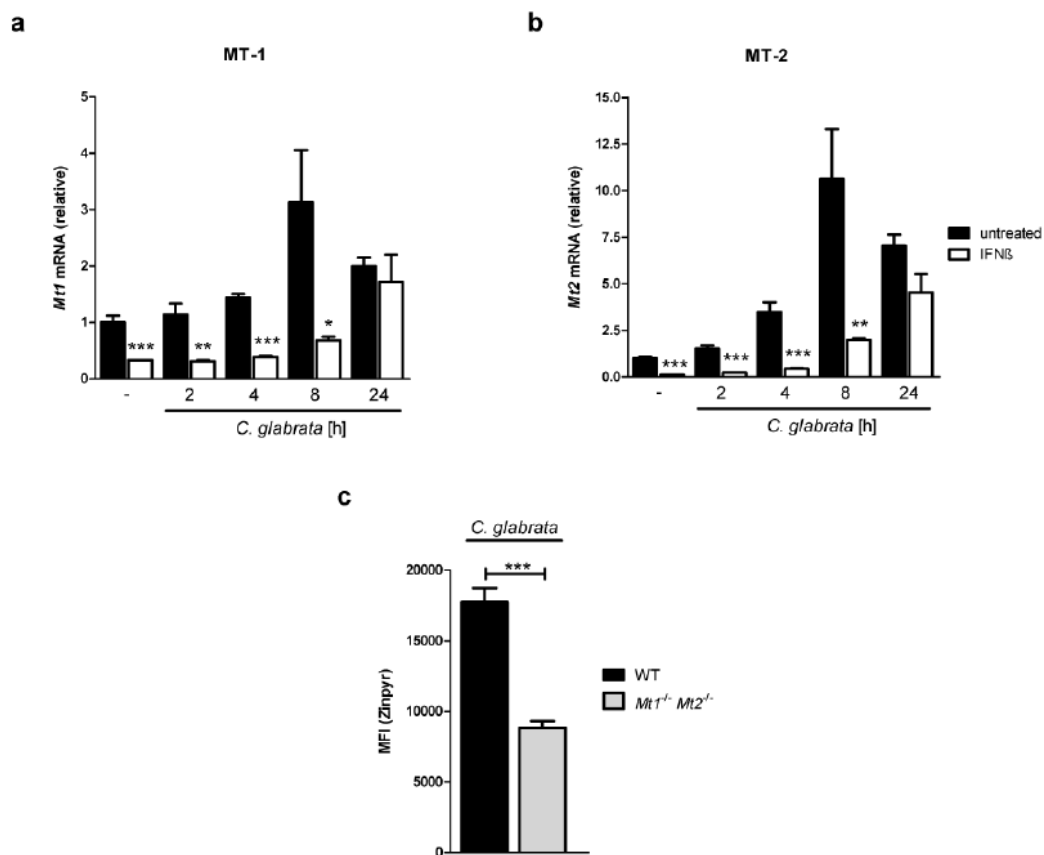 a
MT-1
Mt1 mRNA (relative)
5
4
3
2
1
0
***
**
***
*
- 2 4 8 24
C. glabrata [h]
b
MT-2
Mt2 mRNA (relative)
15.0
12.5
10.0
7.5
5.0
2.5
0.0
***
***
***
**
- 2 4 8 24
C. glabrata [h]
untreated
IFNß
c
C. glabrata
***
MFI (Zinpyr)
20000
15000
10000
5000
0
WT
Mt1-/- Mt2-/-